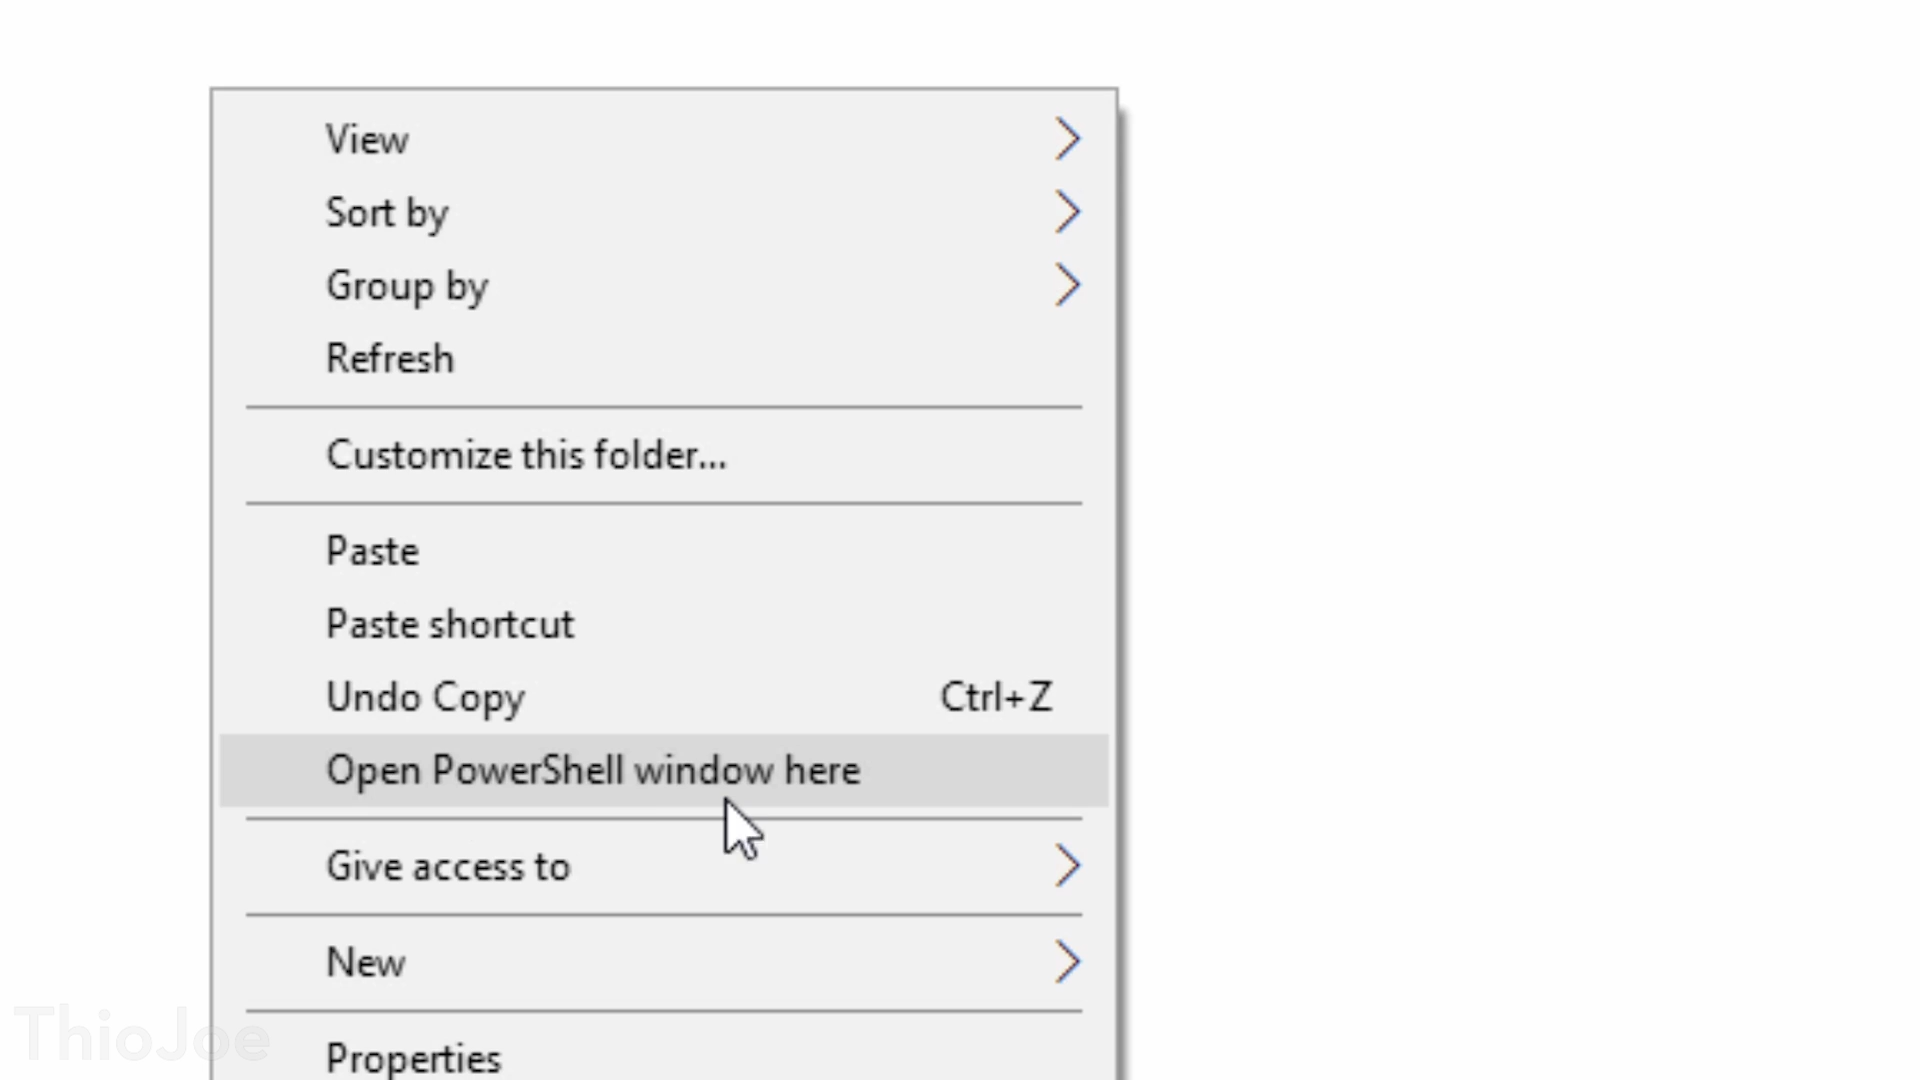 View
Sort by
Group by
Refresh
Customize this folder...
Paste
Paste shortcut
Undo Copy Ctrl+Z
Open PowerShell window here
Give access to
New
Properties
ThioJoe